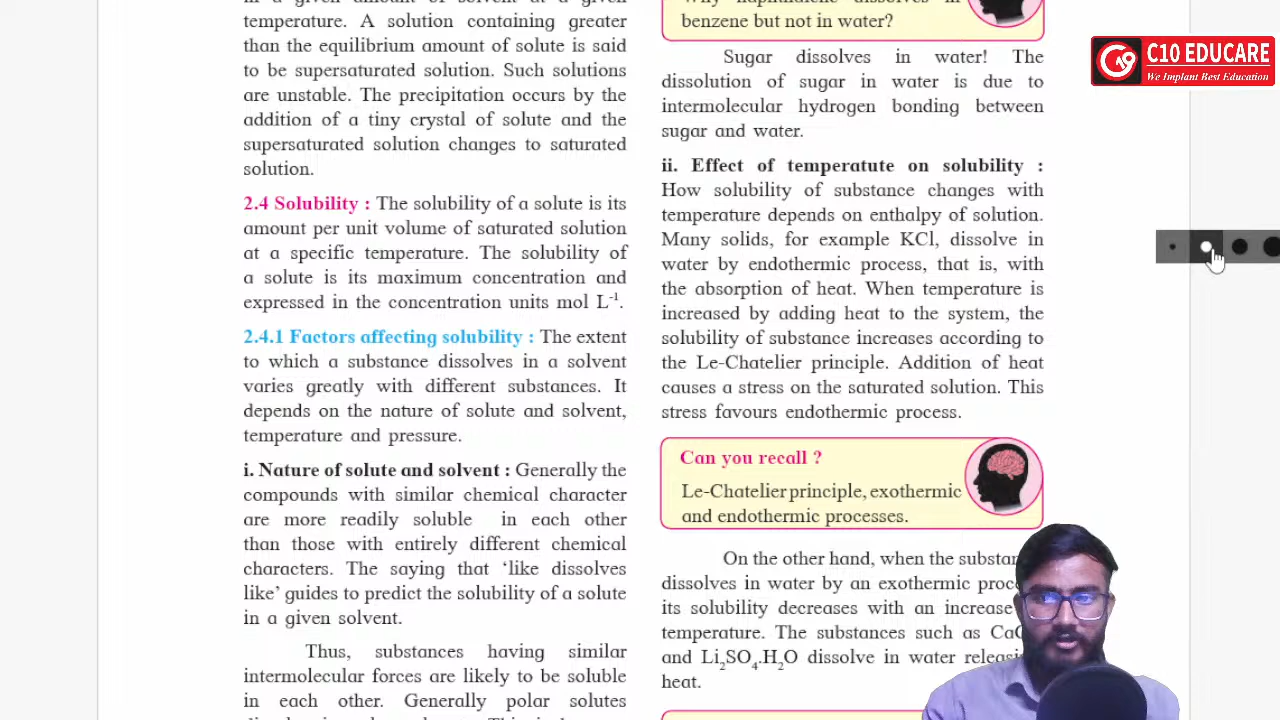 in a given amount of solvent at a given
temperature. A solution containing greater
than the equilibrium amount of solute is said
to be supersaturated solution. Such solutions
are unstable. The precipitation occurs by the
addition of a tiny crystal of solute and the
supersaturated solution changes to saturated
solution.
2.4 Solubility : The solubility of a solute is its
amount per unit volume of saturated solution
at a specific temperature. The solubility of
a solute is its maximum concentration and
expressed in the concentration units mol L⁻¹.
2.4.1 Factors affecting solubility : The extent
to which a substance dissolves in a solvent
varies greatly with different substances. It
depends on the nature of solute and solvent,
temperature and pressure.
i. Nature of solute and solvent : Generally the
compounds with similar chemical character
are more readily soluble in each other
than those with entirely different chemical
characters. The saying that ‘like dissolves
like’ guides to predict the solubility of a solute
in a given solvent.
Thus, substances having similar
intermolecular forces are likely to be soluble
in each other. Generally polar solutes
Why naphthalene dissolves in
benzene but not in water?
Sugar dissolves in water! The
dissolution of sugar in water is due to
intermolecular hydrogen bonding between
sugar and water.
ii. Effect of temperatute on solubility :
How solubility of substance changes with
temperature depends on enthalpy of solution.
Many solids, for example KCl, dissolve in
water by endothermic process, that is, with
the absorption of heat. When temperature is
increased by adding heat to the system, the
solubility of substance increases according to
the Le-Chatelier principle. Addition of heat
causes a stress on the saturated solution. This
stress favours endothermic process.
Can you recall ?
Le-Chatelier principle, exothermic
and endothermic processes.
On the other hand, when the
dissolves in water by an exothermic
its solubility decreases with an increase
temperature. The substances such as
and Li₂SO₄.H₂O dissolve in water
heat.
C10 EDUCARE
We Implant Best Education